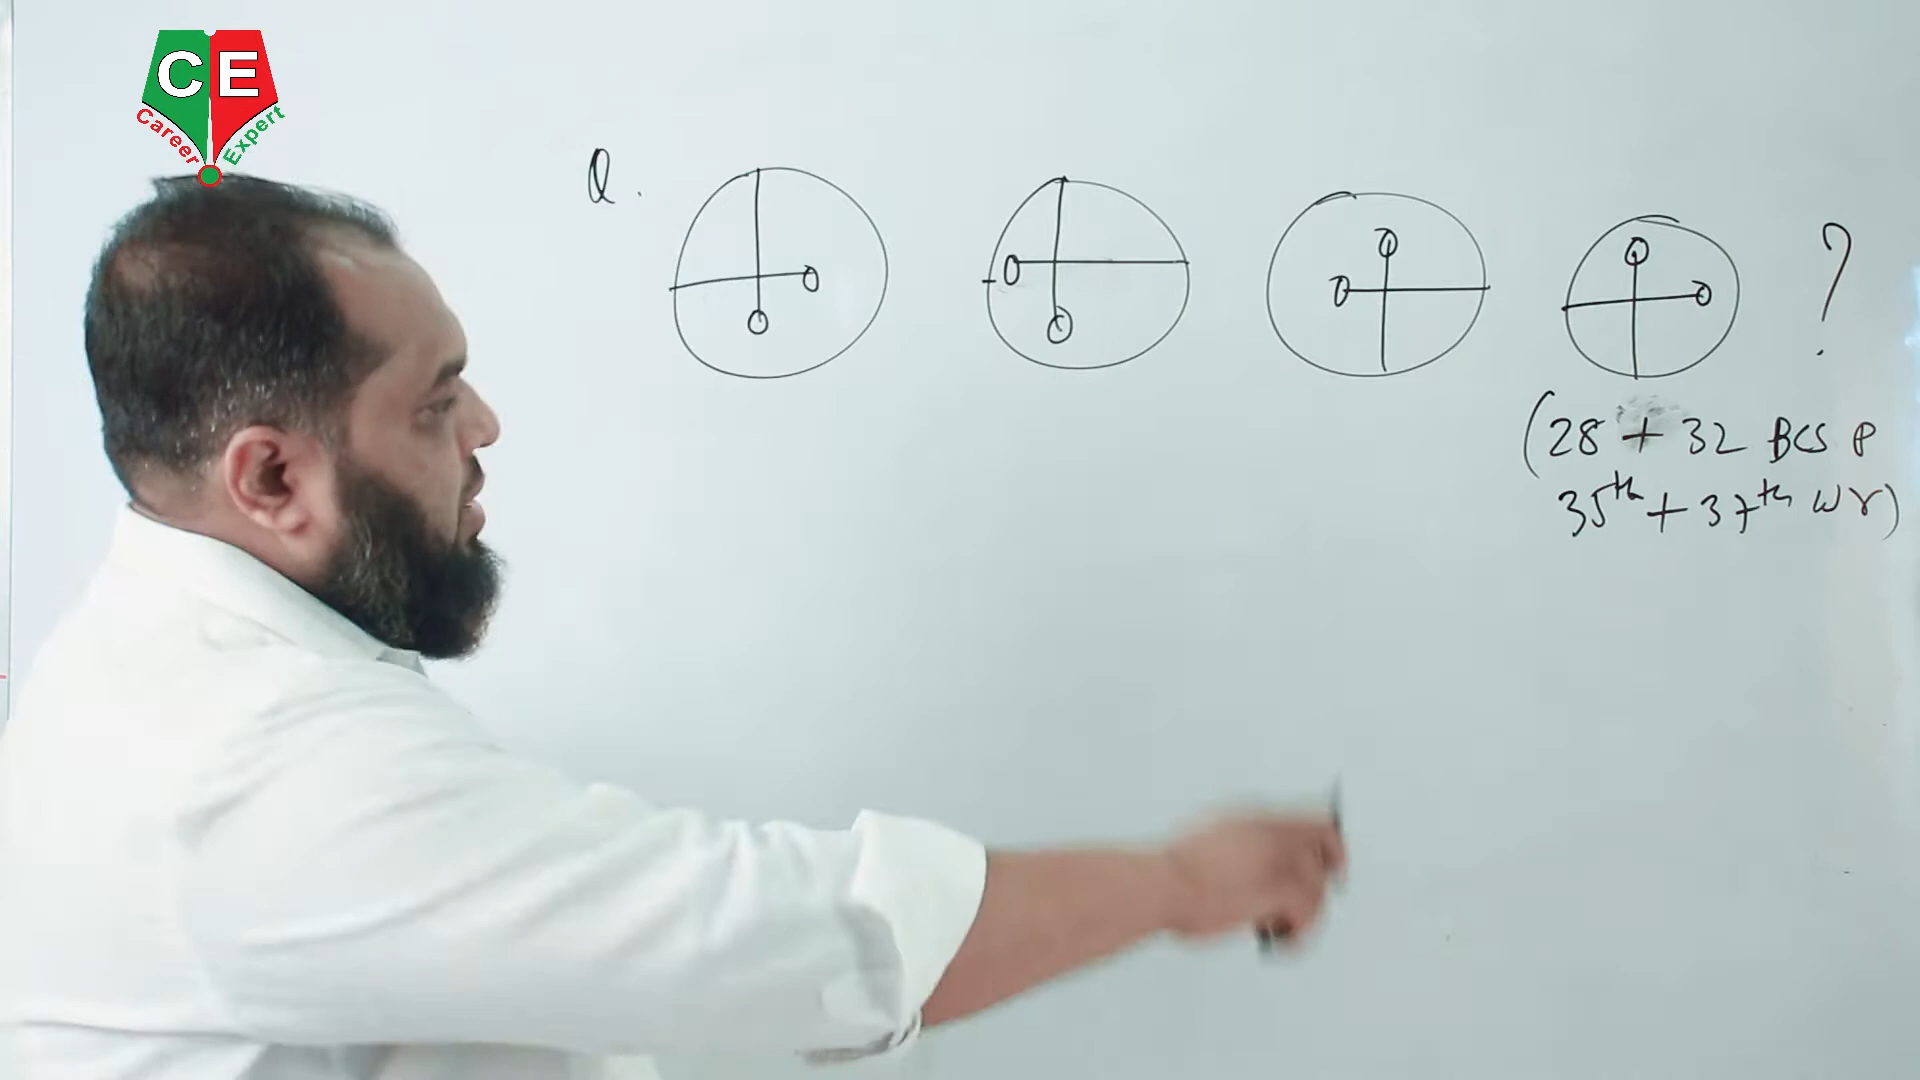 CE
Career Expert
Q.
?
(28 + 32 BCS P
35th + 37th Wr)